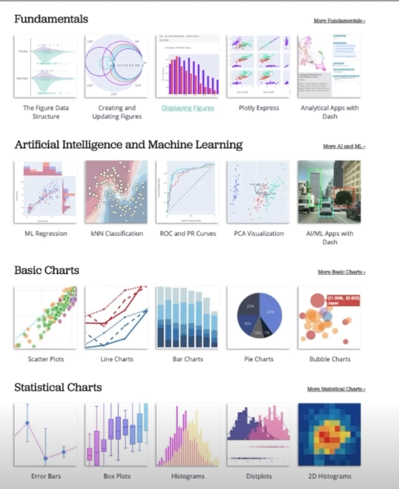 Fundamentals
More Fundamentals »
The Figure Data Structure
Creating and Updating Figures
Displaying Figures
Plotly Express
Analytical Apps with Dash
Artificial Intelligence and Machine Learning
More AI and ML »
ML Regression
kNN Classification
ROC and PR Curves
PCA Visualization
AI/ML Apps with Dash
Basic Charts
More Basic Charts »
Scatter Plots
Line Charts
Bar Charts
Pie Charts
Bubble Charts
Statistical Charts
More Statistical Charts »
Error Bars
Box Plots
Histograms
Distplots
2D Histograms